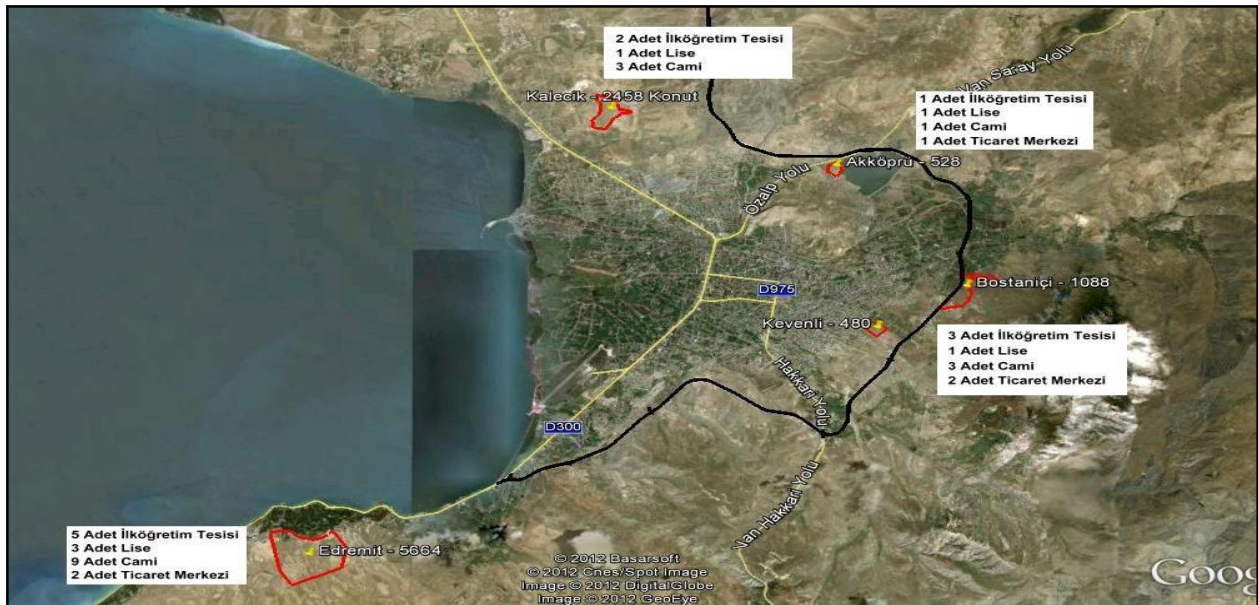 2 Adet İlköğretim Tesisi
1 Adet Lise
3 Adet Cami
Kalecik - 2458 Konut
Van Saray Yolu
1 Adet İlköğretim Tesisi
1 Adet Lise
1 Adet Cami
1 Adet Ticaret Merkezi
Akköprü - 528
Özalp Yolu
D975
Bostaniçi - 1088
Kevenli - 480
3 Adet İlköğretim Tesisi
1 Adet Lise
3 Adet Cami
2 Adet Ticaret Merkezi
Hakkari Yolu
D300
Van Hakkari Yolu
5 Adet İlköğretim Tesisi
3 Adet Lise
9 Adet Cami
2 Adet Ticaret Merkezi
Edremit - 5664
© 2012 Basarsoft
© 2012 Cnes/Spot Image
Image © 2012 DigitalGlobe
Image © 2012 GeoEye
Goo